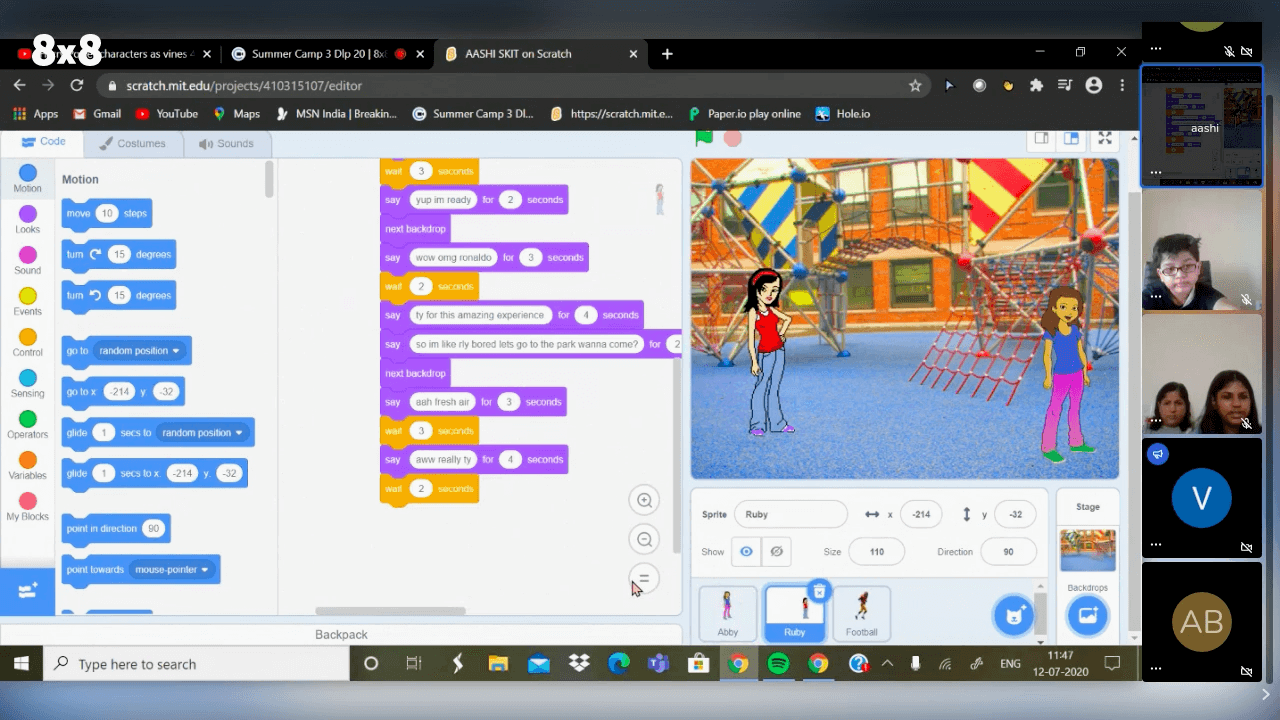 8x8
characters as vines
Summer Camp 3 Dlp 20 | 8x8
AASHI SKIT on Scratch
scratch.mit.edu/projects/410315107/editor
Apps
Gmail
YouTube
Maps
MSN India | Breakin...
Summer Camp 3 Dl...
https://scratch.mit.e...
Paper.io play online
Hole.io
Code
Costumes
Sounds
Motion
Looks
Sound
Events
Control
Sensing
Operators
Variables
My Blocks
Motion
move 10 steps
turn 15 degrees
turn 15 degrees
go to random position
go to x -214 y -32
glide 1 secs to random position
glide 1 secs to x: -214 y: -32
point in direction 90
point towards mouse-pointer
wait 3 seconds
say yup im ready for 2 seconds
next backdrop
say wow omg ronaldo for 3 seconds
wait 2 seconds
say ty for this amazing experience for 4 seconds
say so im like rly bored lets go to the park wanna come? for 2
next backdrop
say aah fresh air for 3 seconds
wait 3 seconds
say aww really ty for 4 seconds
wait 2 seconds
Backpack
Sprite Ruby x -214 y -32
Show Size 110 Direction 90
Abby
Ruby
Football
Stage
Backdrops
aashi
V
AB
Type here to search
ENG
11:47
12-07-2020